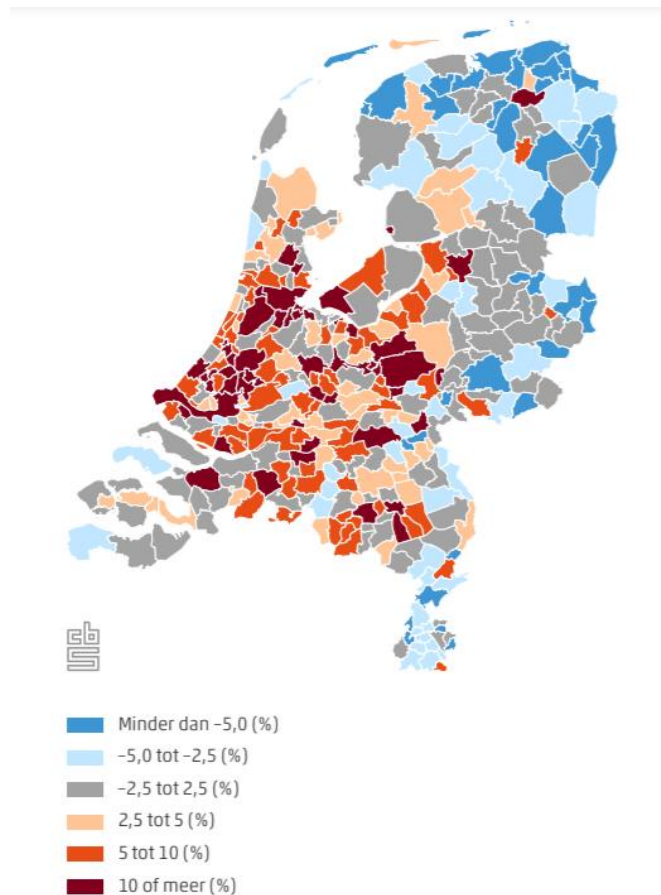 cbs
Minder dan −5,0 (%)
−5,0 tot −2,5 (%)
−2,5 tot 2,5 (%)
2,5 tot 5 (%)
5 tot 10 (%)
10 of meer (%)